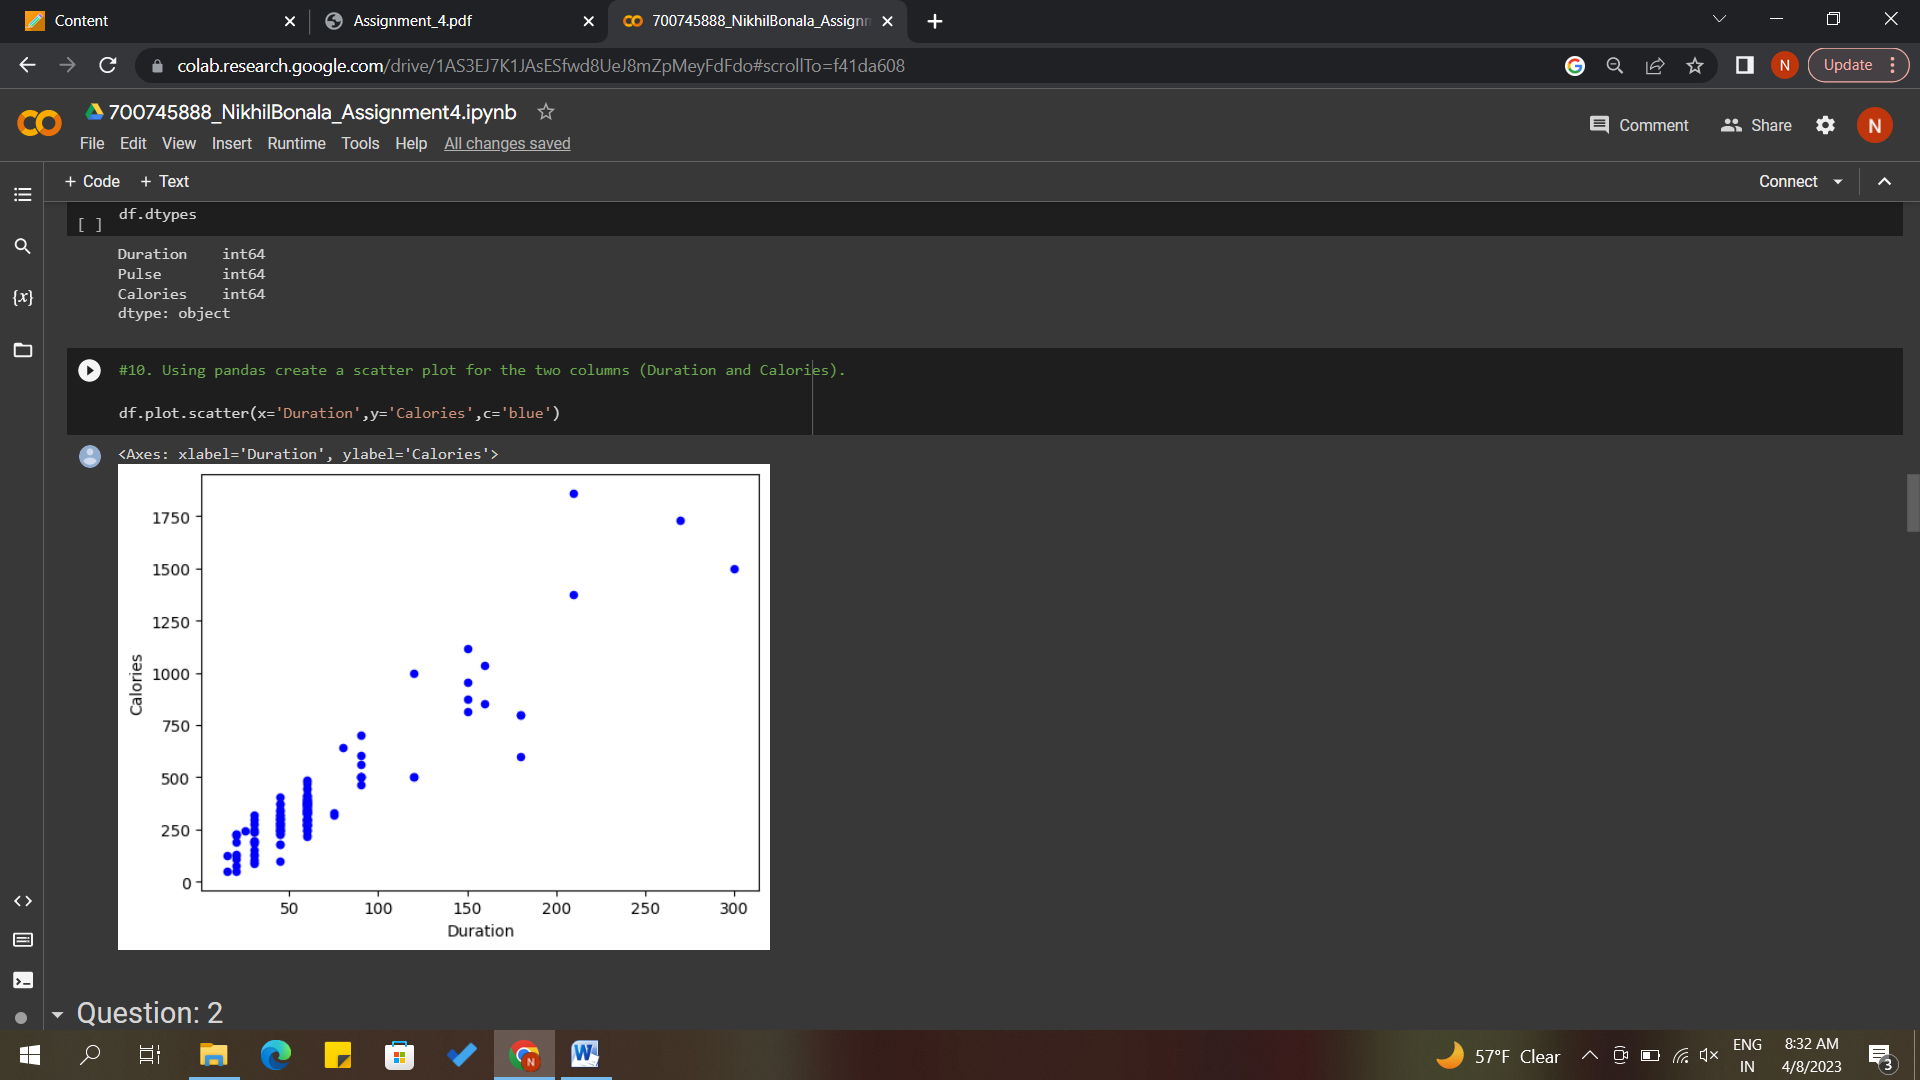 Content
Assignment_4.pdf
700745888_NikhilBonala_Assignn
colab.research.google.com/drive/1AS3EJ7K1JAsESfwd8UeJ8mZpMeyFdFdo#scrollTo=f41da608
N
Update
700745888_NikhilBonala_Assignment4.ipynb
File Edit View Insert Runtime Tools Help All changes saved
Comment
Share
N
+ Code + Text
Connect
[ ]
df.dtypes
Duration int64
Pulse int64
Calories int64
dtype: object
{x}
#10. Using pandas create a scatter plot for the two columns (Duration and Calories).
df.plot.scatter(x='Duration',y='Calories',c='blue')
<Axes: xlabel='Duration', ylabel='Calories'>
1750
1500
1250
1000
750
500
250
0
Calories
50 100 150 200 250 300
Duration
Question: 2
57°F Clear
ENG
IN
8:32 AM
4/8/2023
3